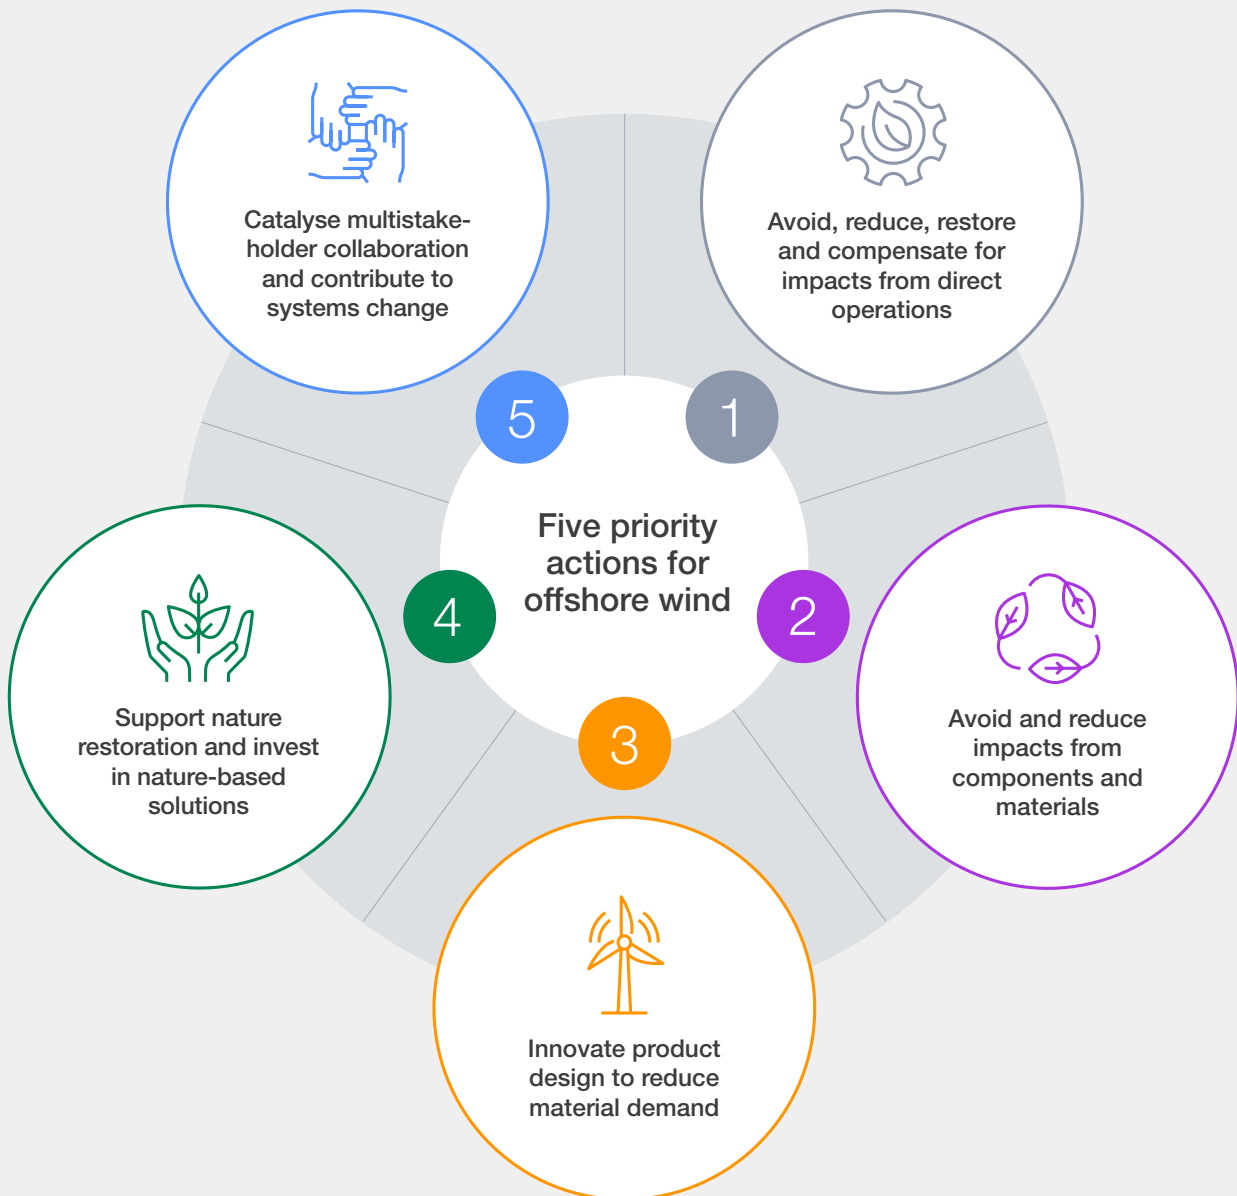 Five priority
actions for
offshore wind
1
Avoid, reduce, restore
and compensate for
impacts from direct
operations
2
Avoid and reduce
impacts from
components and
materials
3
Innovate product
design to reduce
material demand
4
Support nature
restoration and invest
in nature-based
solutions
5
Catalyse multistake-
holder collaboration
and contribute to
systems change